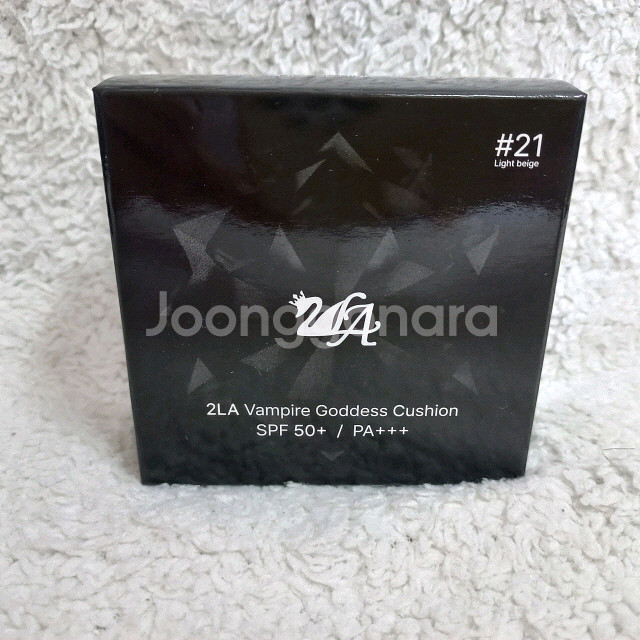 #21
Light beige
2LA
Joonggonara
2LA Vampire Goddess Cushion
SPF 50+ / PA+++